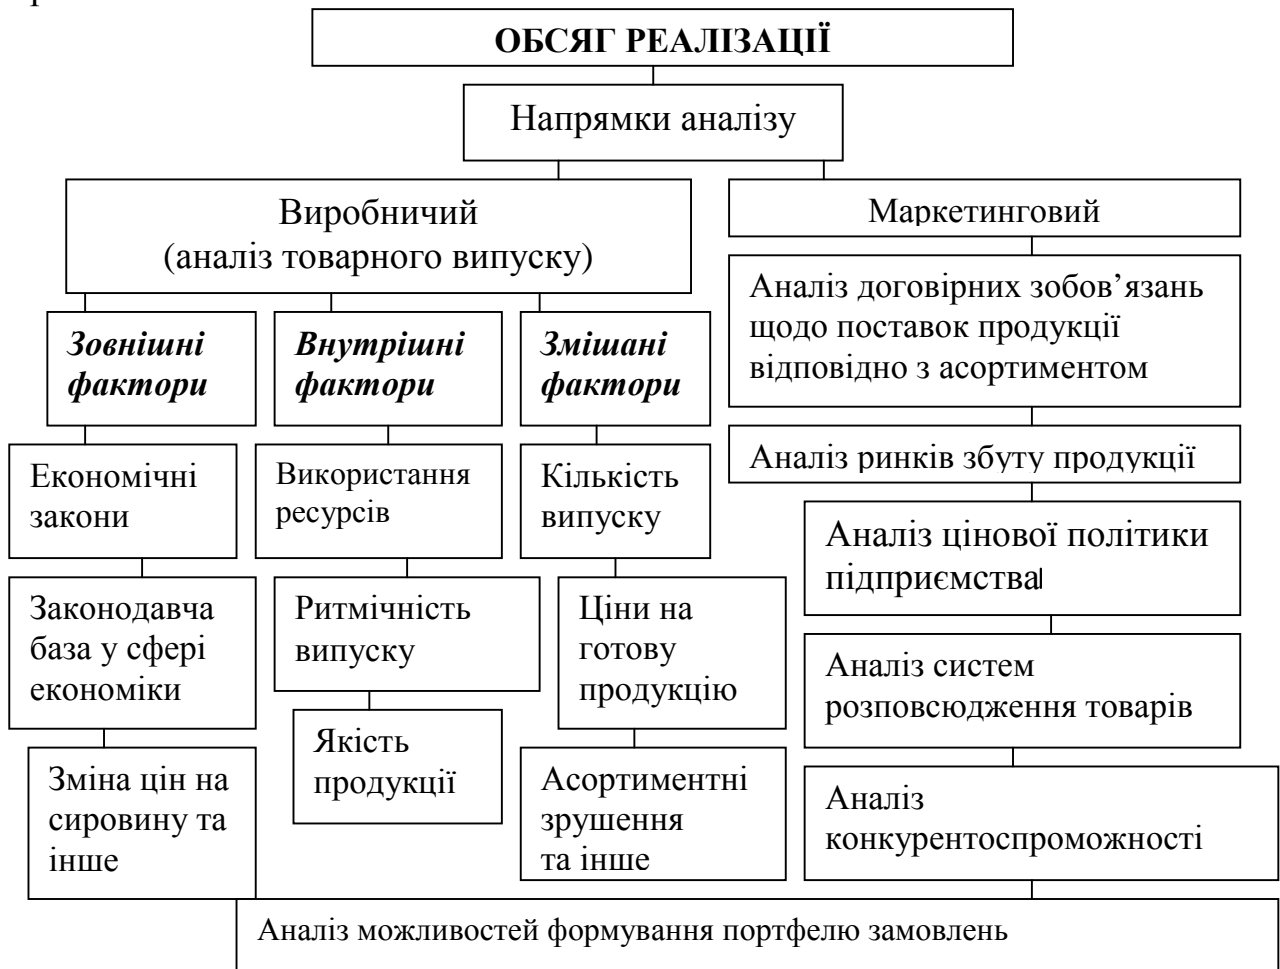 ОБСЯГ РЕАЛІЗАЦІЇ
Напрямки аналізу
Виробничий
(аналіз товарного випуску)
Зовнішні
фактори
Економічні
закони
Законодавча
база у сфері
економіки
Зміна цін на
сировину та
інше
Внутрішні
фактори
Використання
ресурсів
Ритмічність
випуску
Якість
продукції
Змішані
фактори
Кількість
випуску
Ціни на
готову
продукцію
Асортиментні
зрушення
та інше
Маркетинговий
Аналіз договірних зобов’язань
щодо поставок продукції
відповідно з асортиментом
Аналіз ринків збуту продукції
Аналіз цінової політики
підприємства
Аналіз систем
розповсюдження товарів
Аналіз
конкурентоспроможності
Аналіз можливостей формування портфелю замовлень